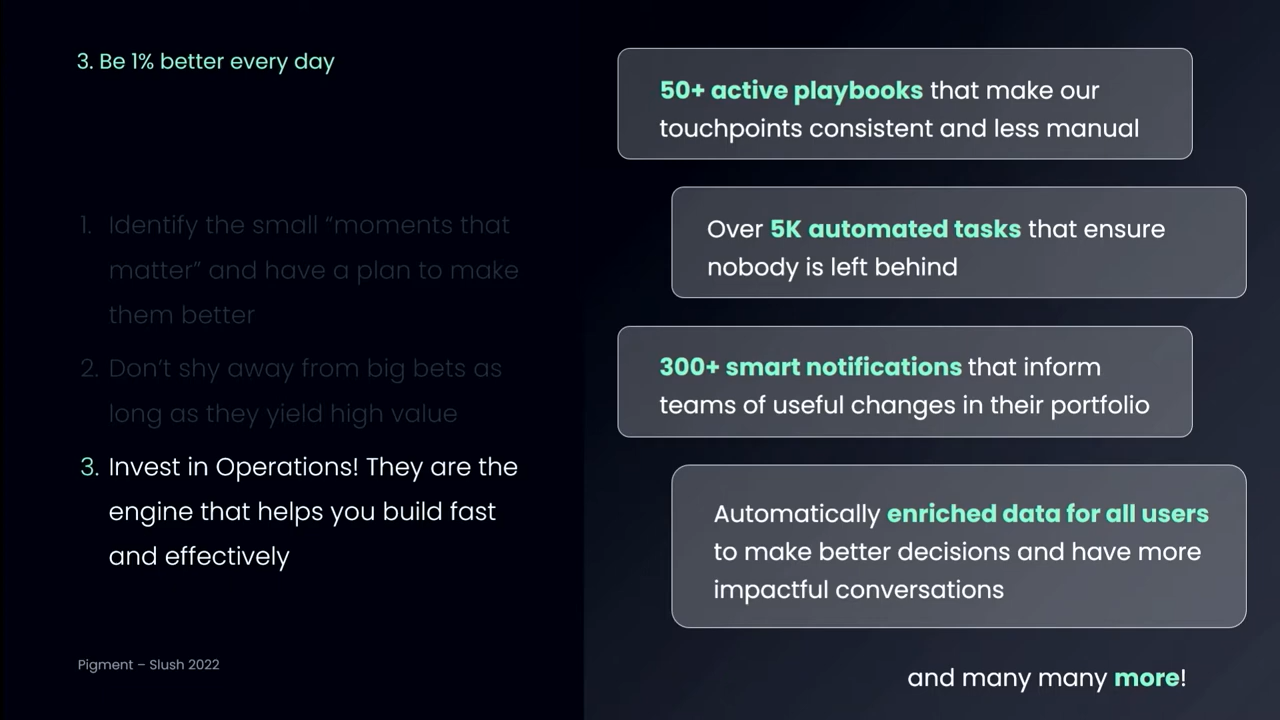 3. Be 1% better every day
1. Identify the small “moments that
matter” and have a plan to make
them better
2. Don’t shy away from big bets as
long as they yield high value
3. Invest in Operations! They are the
engine that helps you build fast
and effectively
Pigment – Slush 2022
50+ active playbooks that make our
touchpoints consistent and less manual
Over 5K automated tasks that ensure
nobody is left behind
300+ smart notifications that inform
teams of useful changes in their portfolio
Automatically enriched data for all users
to make better decisions and have more
impactful conversations
and many many more!